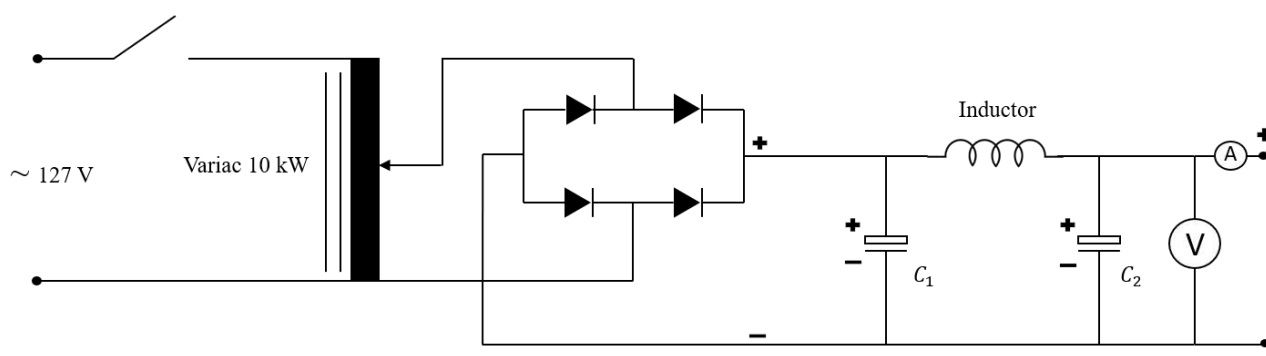 Inductor
~ 127 V
Variac 10 kW
+
+
A
+
+
V
−
C₁
−
C₂
−